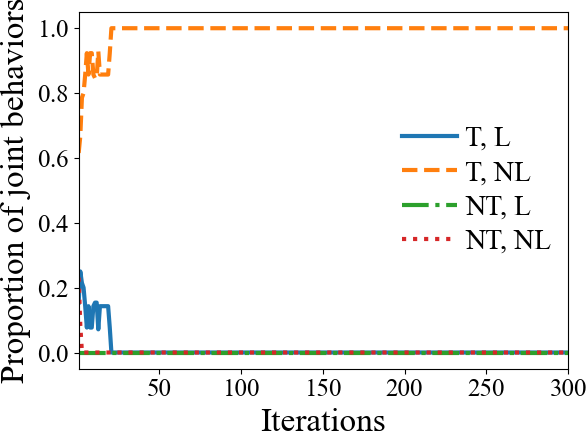 Proportion of joint behaviors
1.0
0.8
0.6
0.4
0.2
0.0
T, L
T, NL
NT, L
NT, NL
50
100
150
200
250
300
Iterations